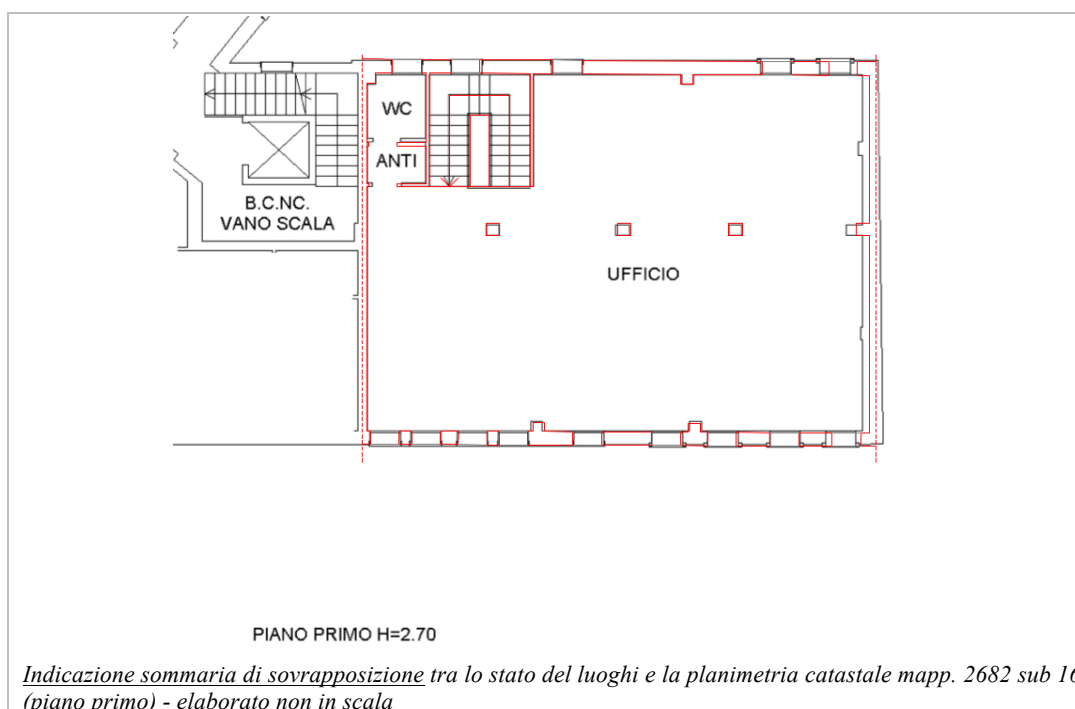 WC
ANTI
B.C.NC.
VANO SCALA
UFFICIO
PIANO PRIMO H=2.70
Indicazione sommaria di sovrapposizione tra lo stato del luoghi e la planimetria catastale mapp. 2682 sub 16
(piano primo) - elaborato non in scala